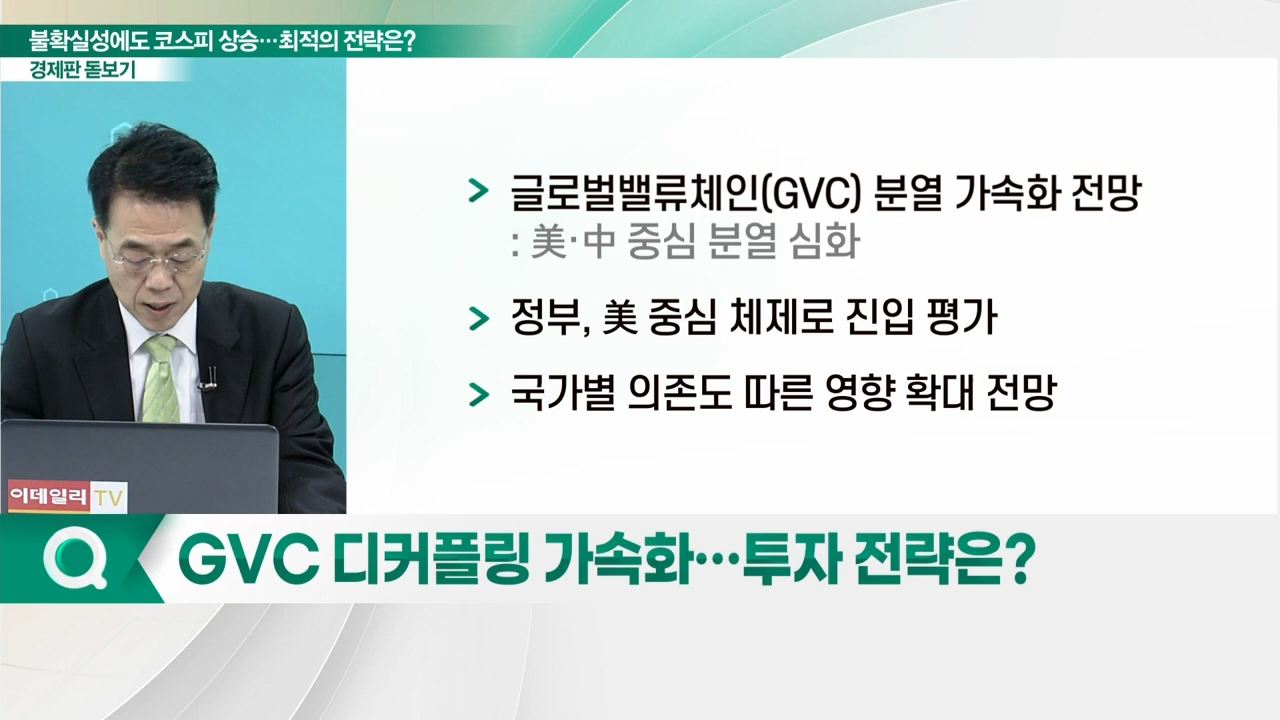 불확실성에도 코스피 상승…최적의 전략은?
경제판 돋보기
> 글로벌밸류체인(GVC) 분열 가속화 전망
: 美·中 중심 분열 심화
> 정부, 美 중심 체제로 진입 평가
> 국가별 의존도 따른 영향 확대 전망
이데일리 TV
GVC 디커플링 가속화…투자 전략은?